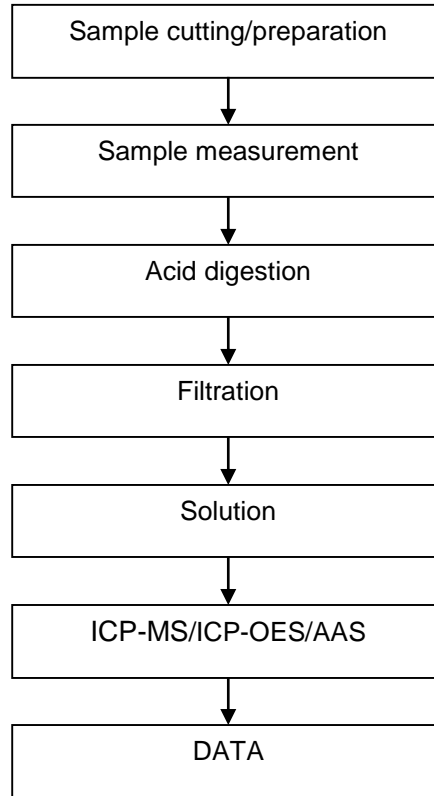 Sample cutting/preparation
Sample measurement
Acid digestion
Filtration
Solution
ICP-MS/ICP-OES/AAS
DATA